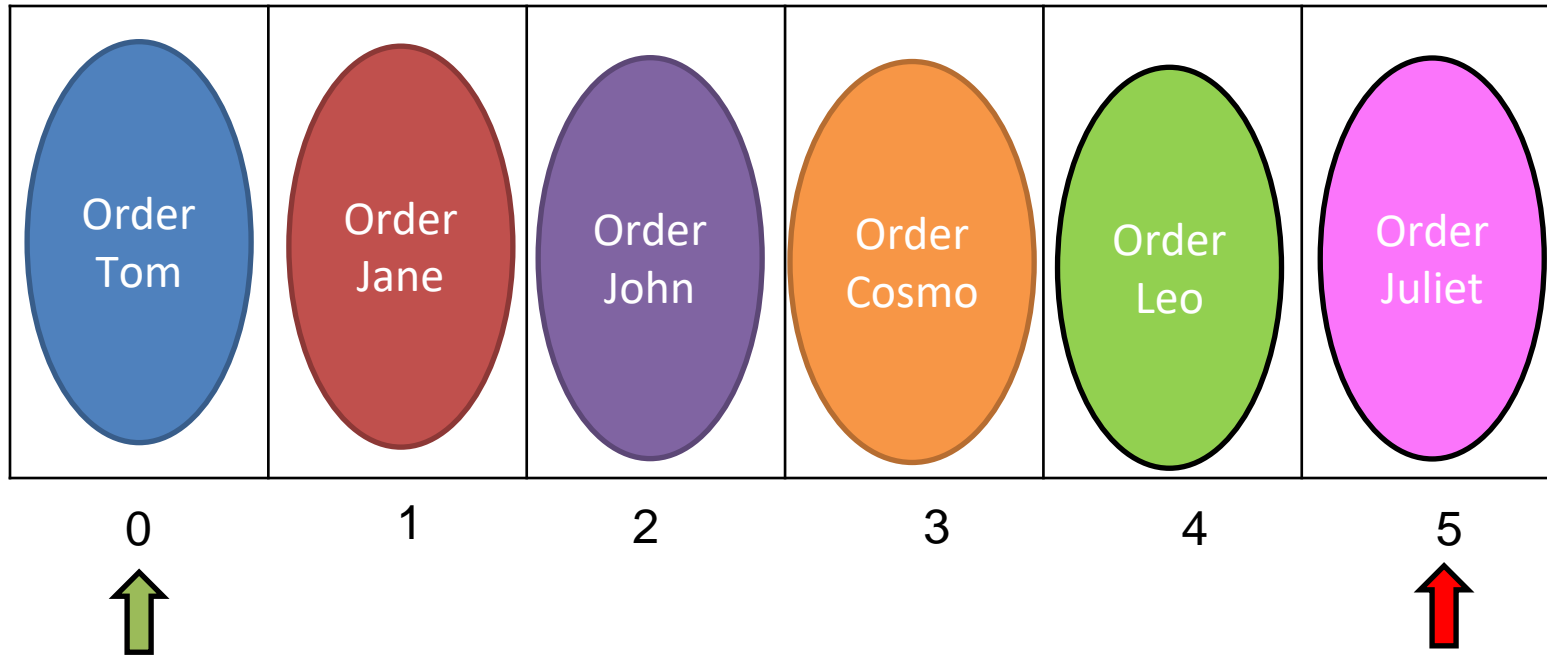 Order
Tom
Order
Jane
Order
John
Order
Cosmo
Order
Leo
Order
Juliet
0 1 2 3 4 5